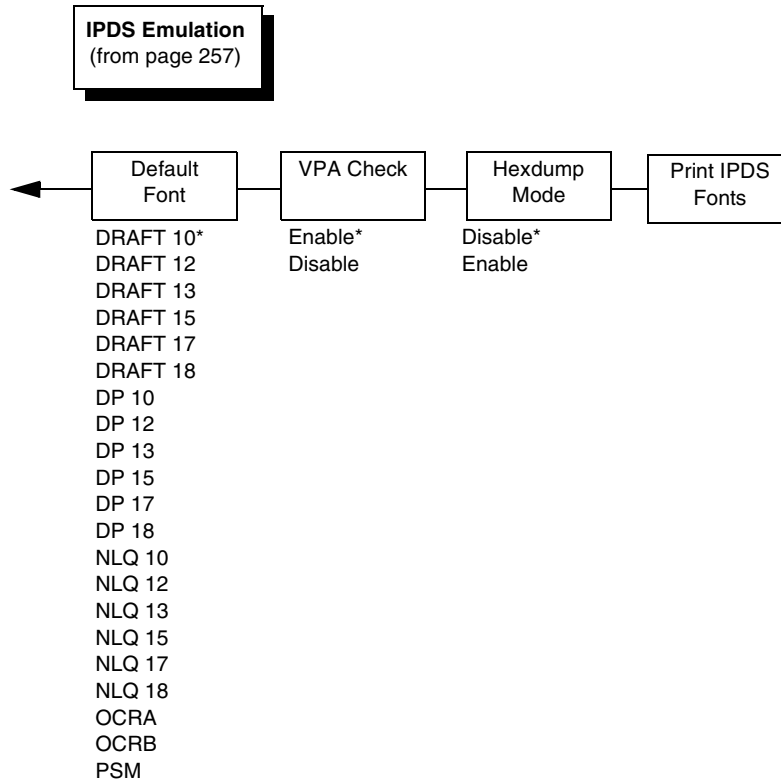 IPDS Emulation
(from page 257)
Default
Font
VPA Check
Hexdump
Mode
Print IPDS
Fonts
DRAFT 10*
DRAFT 12
DRAFT 13
DRAFT 15
DRAFT 17
DRAFT 18
DP 10
DP 12
DP 13
DP 15
DP 17
DP 18
NLQ 10
NLQ 12
NLQ 13
NLQ 15
NLQ 17
NLQ 18
OCRA
OCRB
PSM
Enable*
Disable
Disable*
Enable